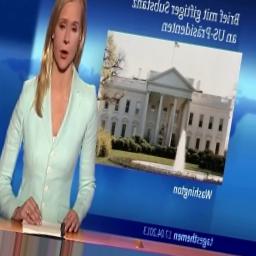 Brief mit giftiger Substanz
an US-Präsidenten
Washington
tagesthemen 17.04.2013